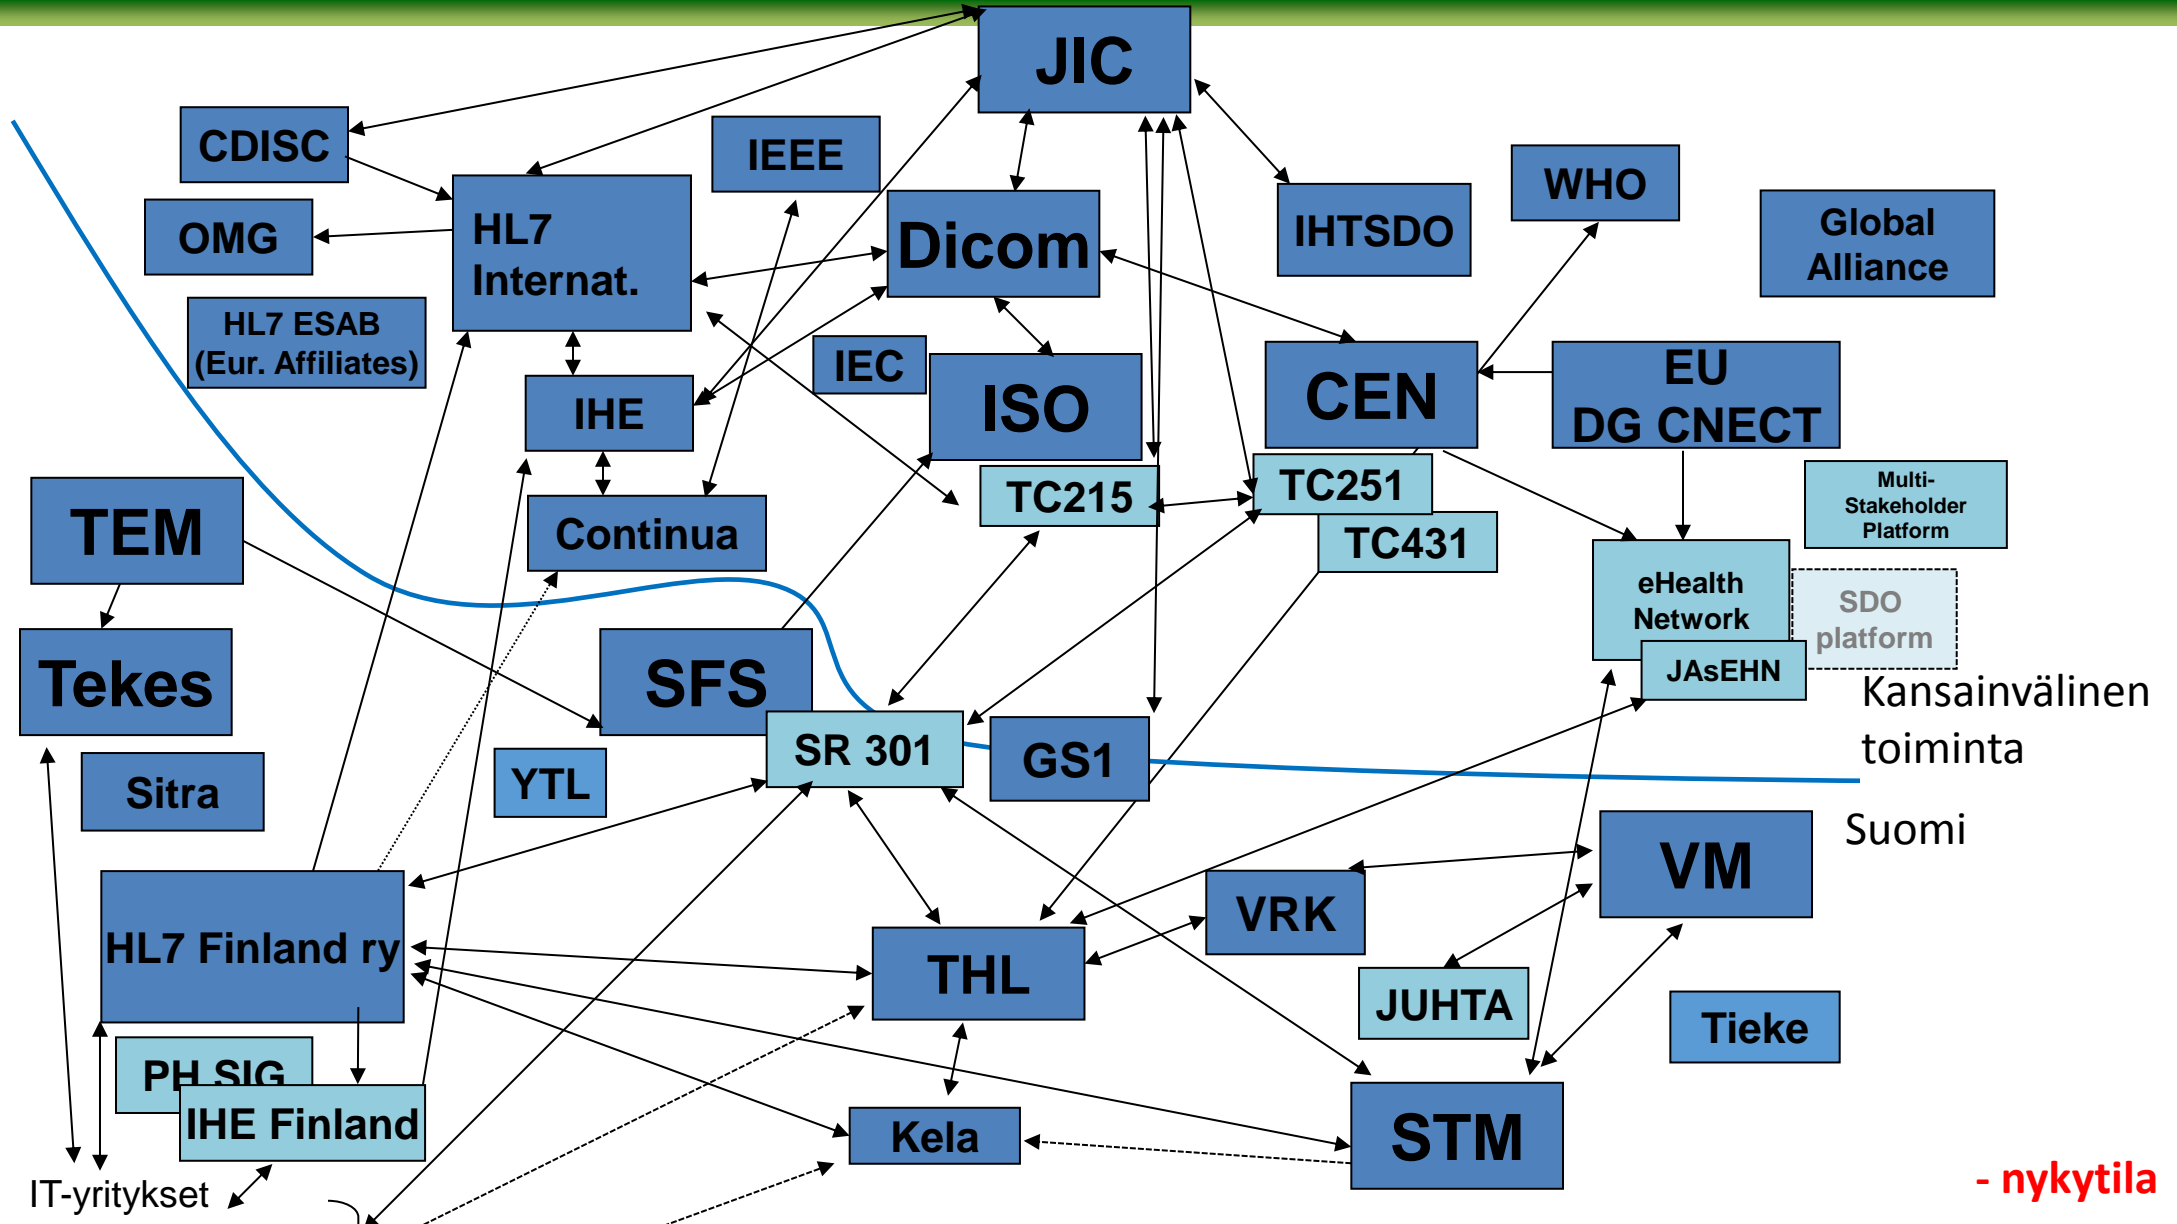 JIC
CDISC
IEEE
WHO
OMG
HL7
Internat.
Dicom
IHTSDO
Global
Alliance
HL7 ESAB
(Eur. Affiliates)
IEC
IHE
ISO
CEN
EU
DG CNECT
TEM
Continua
TC215
TC251
TC431
Multi-
Stakeholder
Platform
eHealth
Network
SDO
platform
JAsEHN
Tekes
SFS
SR 301
GS1
Kansainvälinen
toiminta
Sitra
YTL
Suomi
VM
HL7 Finland ry
VRK
THL
JUHTA
Tieke
PH SIG
IHE Finland
Kela
STM
IT-yritykset
- nykytila